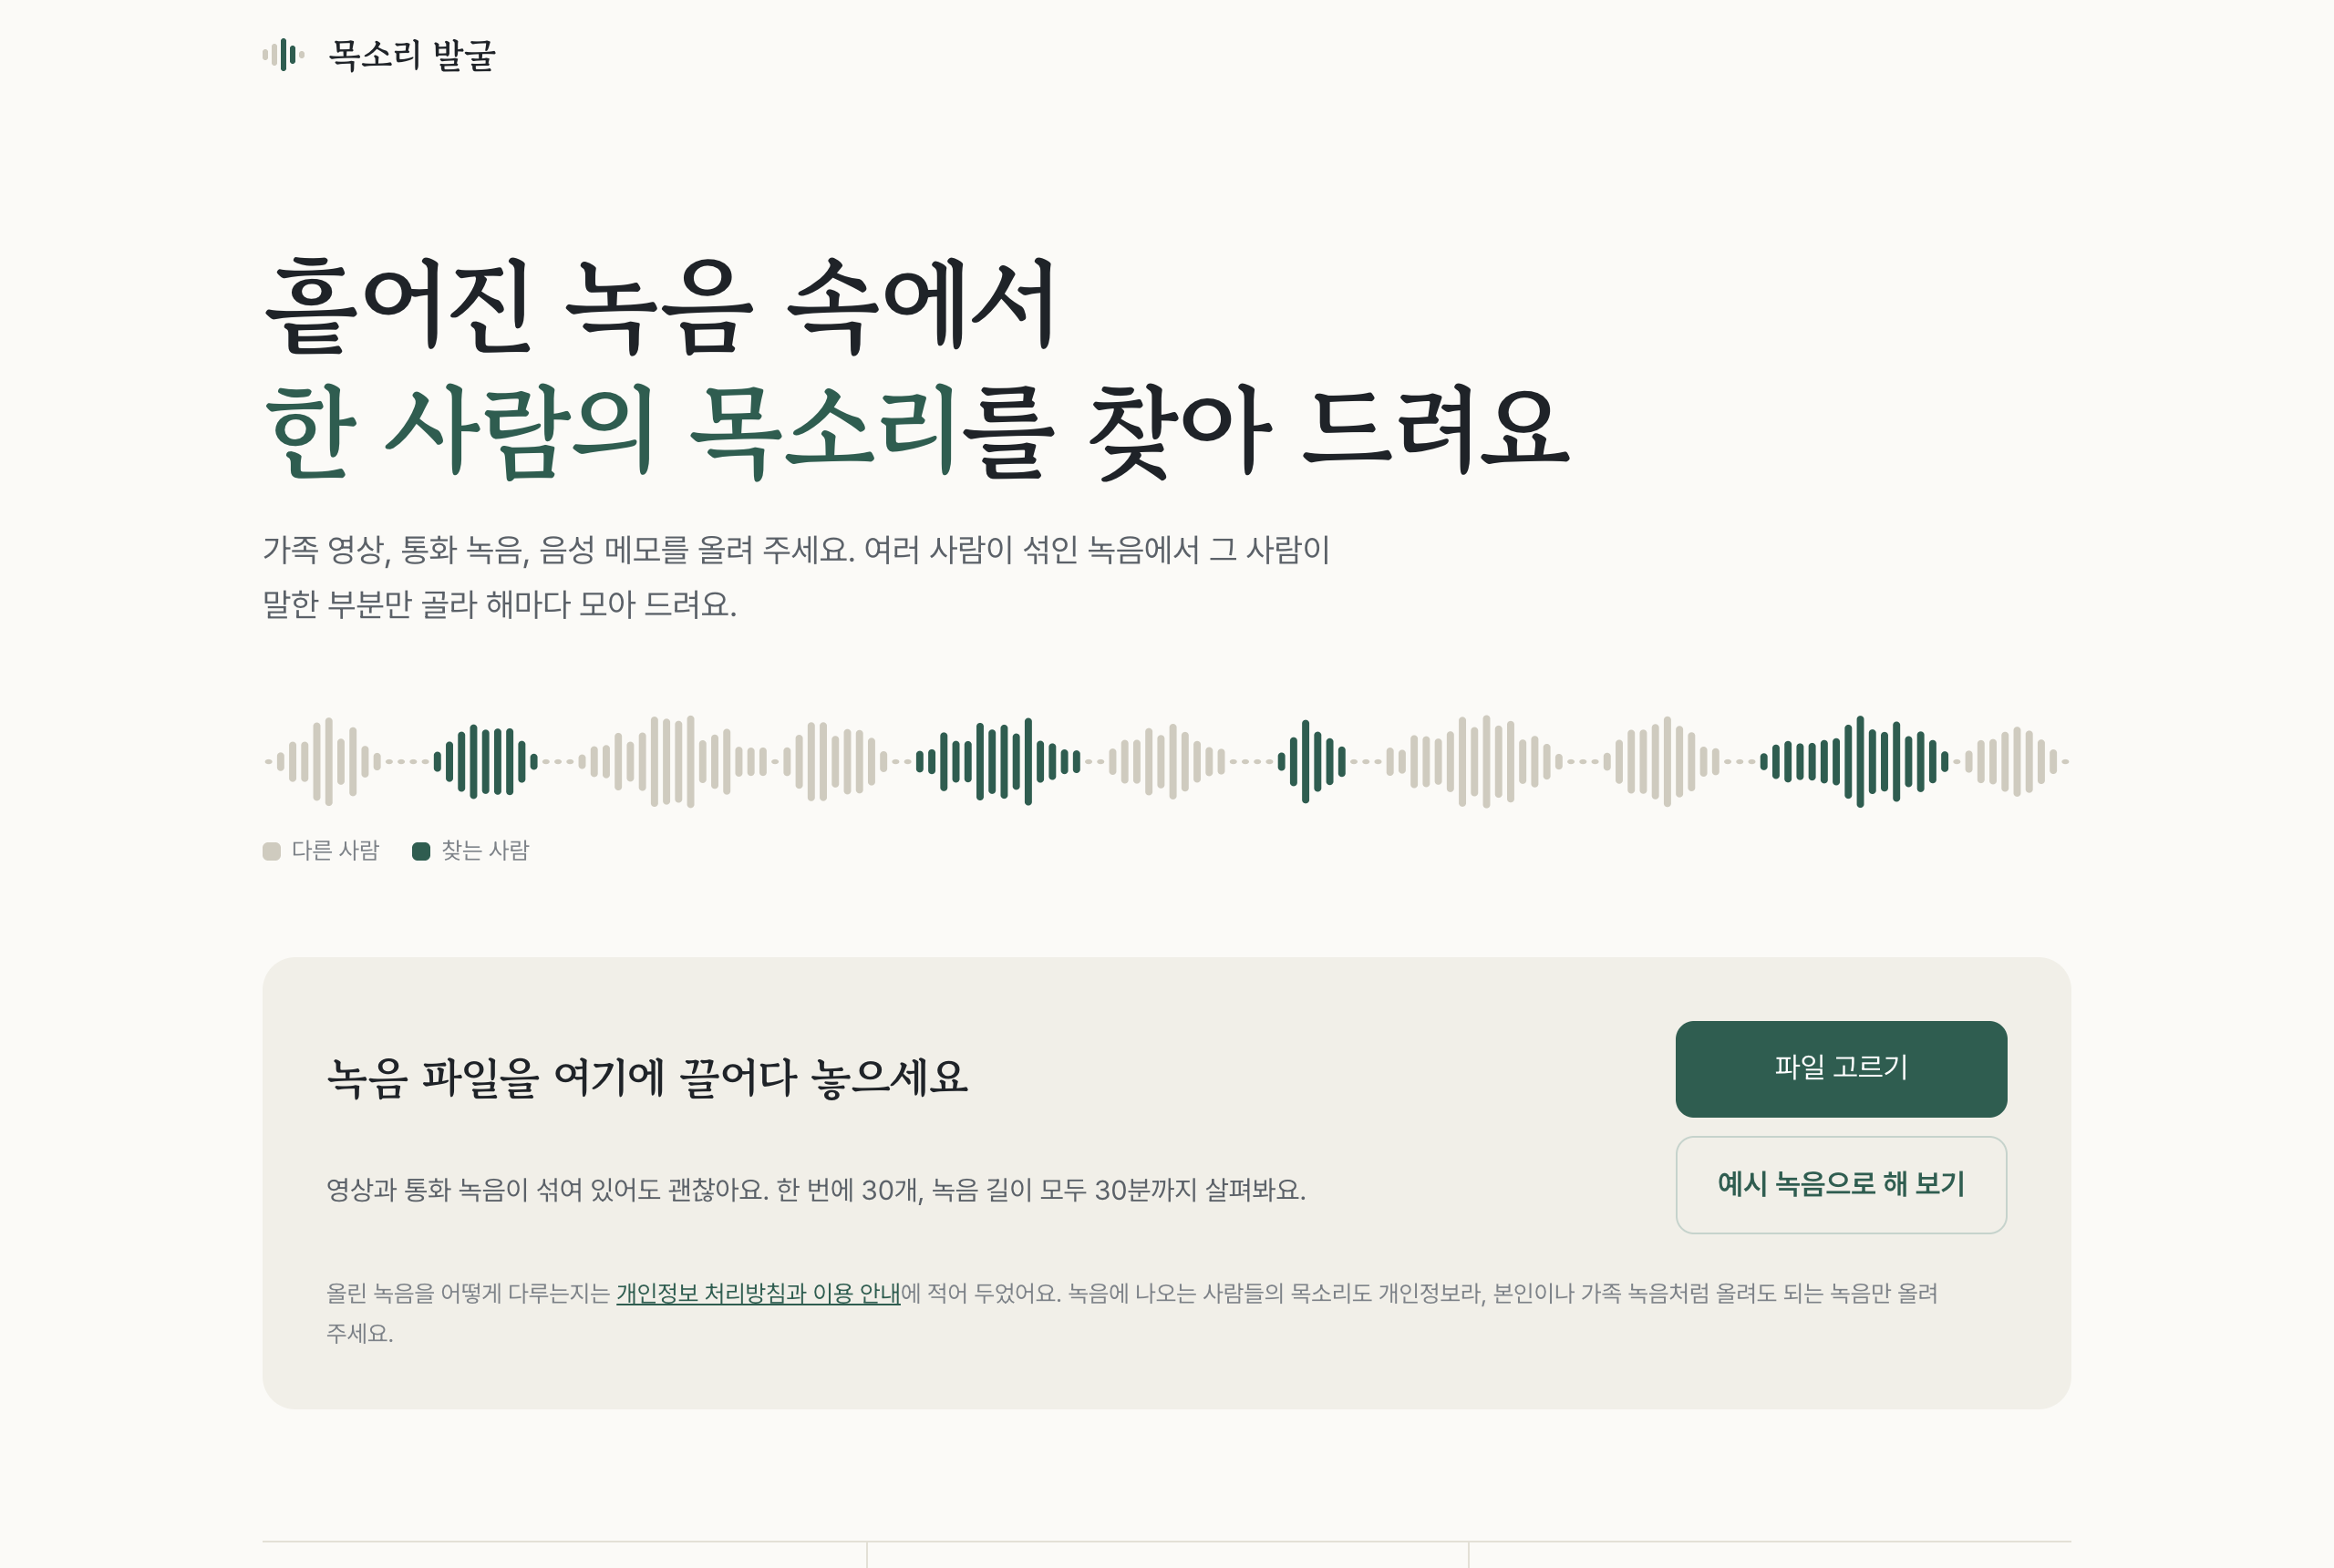 목소리 발굴
흩어진 녹음 속에서
한 사람의 목소리를 찾아 드려요
가족 영상, 통화 녹음, 음성 메모를 올려 주세요. 여러 사람이 섞인 녹음에서 그 사람이
말한 부분만 골라 해마다 모아 드려요.
다른 사람 찾는 사람
녹음 파일을 여기에 끌어다 놓으세요
파일 고르기
영상과 통화 녹음이 섞여 있어도 괜찮아요. 한 번에 30개, 녹음 길이 모두 30분까지 살펴봐요.
예시 녹음으로 해 보기
올린 녹음을 어떻게 다루는지는 개인정보 처리방침과 이용 안내에 적어 두었어요. 녹음에 나오는 사람들의 목소리도 개인정보라, 본인이나 가족 녹음처럼 올려도 되는 녹음만 올려
주세요.